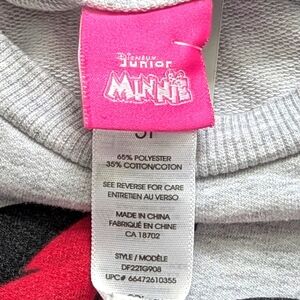 Disney
Junior
MINNIE
5T
65% POLYESTER
35% COTTON/COTON
SEE REVERSE FOR CARE
ENTRETIEN AU VERSO
MADE IN CHINA
FABRIQUÉ EN CHINE
CA 18702
STYLE / MODÈLE
DF22TG908
UPC# 66472610355